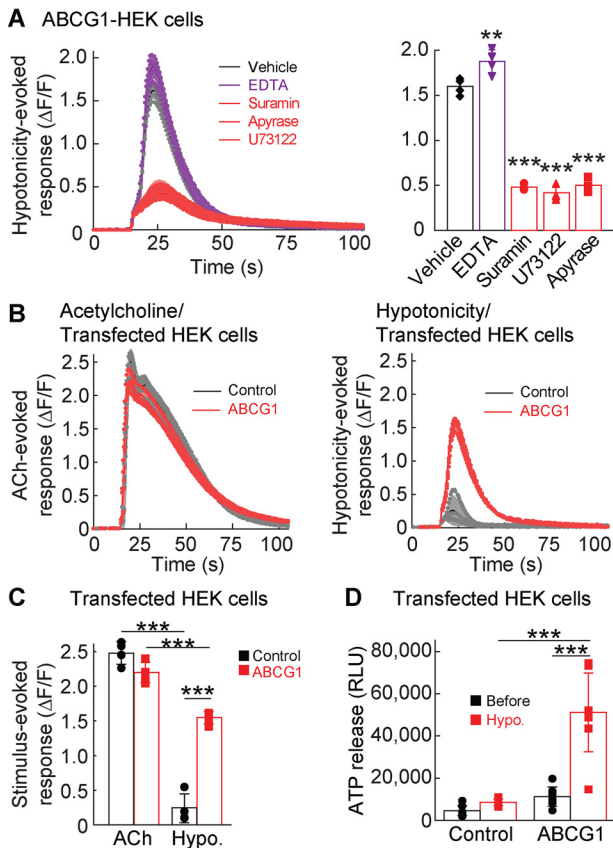 A ABCG1-HEK cells
Hypotonicity-evoked
response (ΔF/F)
2.0
1.5
1.0
0.5
0
0 25 50 75 100
Time (s)
Vehicle
EDTA
Suramin
Apyrase
U73122
2.0
1.5
1.0
0.5
0
**
*** *** ***
Vehicle EDTA Suramin U73122 Apyrase
B Acetylcholine/
Transfected HEK cells
ACh-evoked
response (ΔF/F)
2.5
2.0
1.5
1.0
0.5
0
0 25 50 75 100
Time (s)
Control
ABCG1
Hypotonicity/
Transfected HEK cells
Hypotonicity-evoked
response (ΔF/F)
2.5
2.0
1.5
1.0
0.5
0
0 25 50 75 100
Time (s)
Control
ABCG1
C Transfected HEK cells
Stimulus-evoked
response (ΔF/F)
2.5
2.0
1.5
1.0
0.5
0
***
***
***
Control
ABCG1
ACh Hypo.
D Transfected HEK cells
ATP release (RLU)
80,000
60,000
40,000
20,000
0
***
***
Before
Hypo.
Control ABCG1